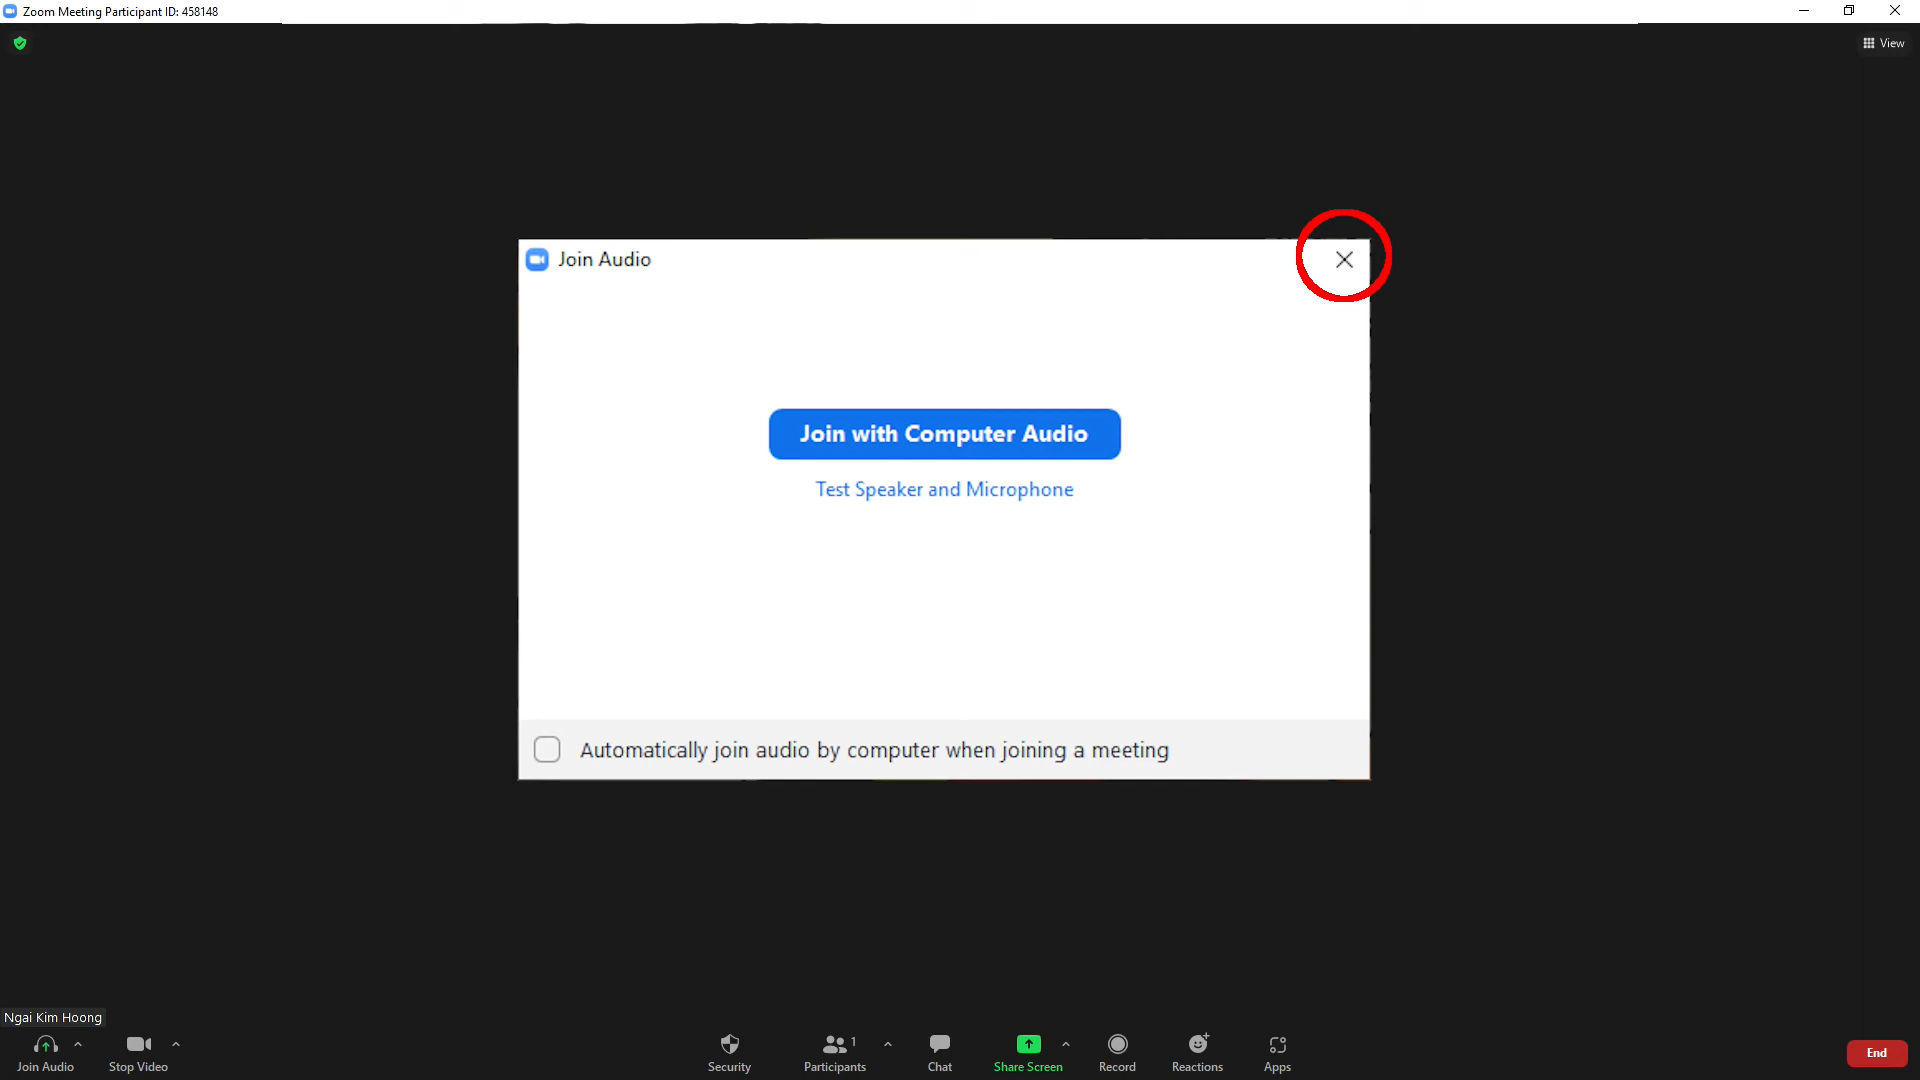 Zoom Meeting Participant ID: 458148
View
Join Audio
Join with Computer Audio
Test Speaker and Microphone
Automatically join audio by computer when joining a meeting
Ngai Kim Hoong
1
Join Audio Stop Video Security Participants Chat Share Screen Record Reactions Apps End